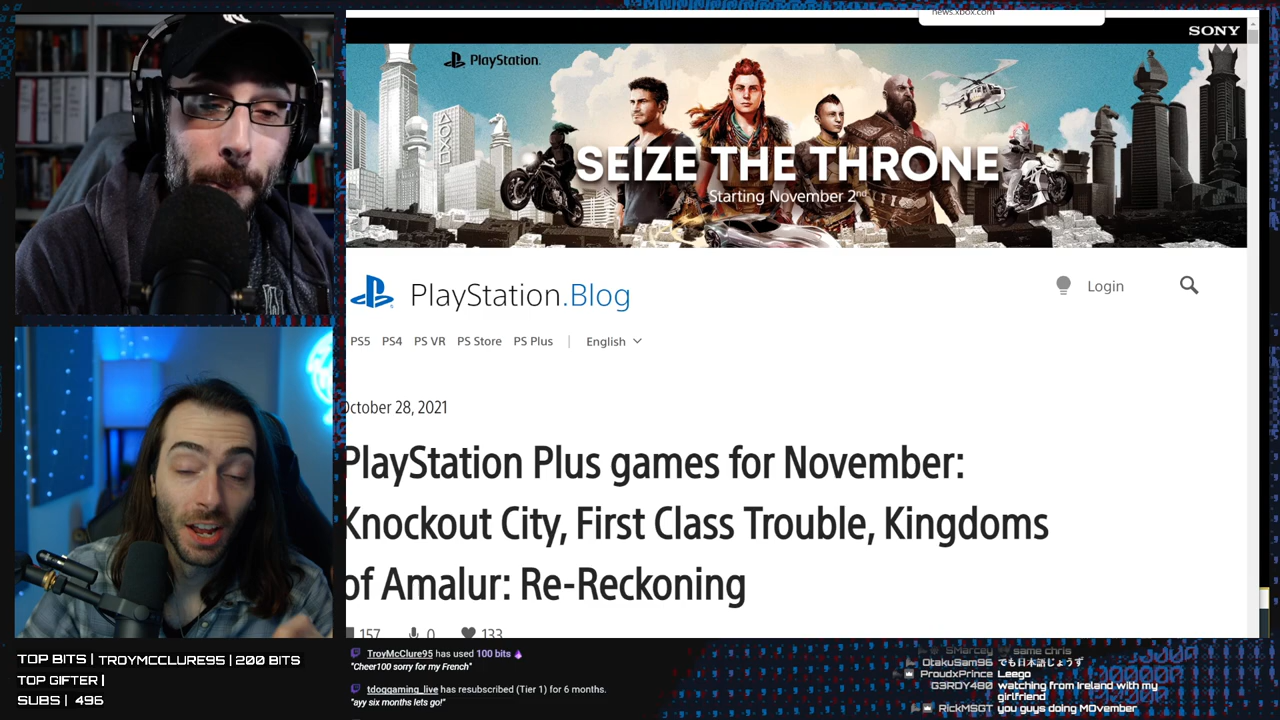 news.xbox.com
SONY
PlayStation.
SEIZE THE THRONE
Starting November 2nd
PlayStation.Blog
Login
PS5 PS4 PS VR PS Store PS Plus | English
October 28, 2021
PlayStation Plus games for November:
Knockout City, First Class Trouble, Kingdoms
of Amalur: Re-Reckoning
157 0 133
TOP BITS | TROYMCCLURE95 | 200 BITS
TOP GIFTER |
SUBS | 496
TroyMcClure95 has used 100 bits
"Cheer100 sorry for my French"
tdoggaming_live has resubscribed (Tier 1) for 6 months.
"ayy six months lets go!"
SMarcey same chris
OtakuSam96 でも日本語じょうず
ProudxPrince Leego
G3RDY480 watching from Ireland with my
girlfriend
RickMSGT you guys doing MOvember